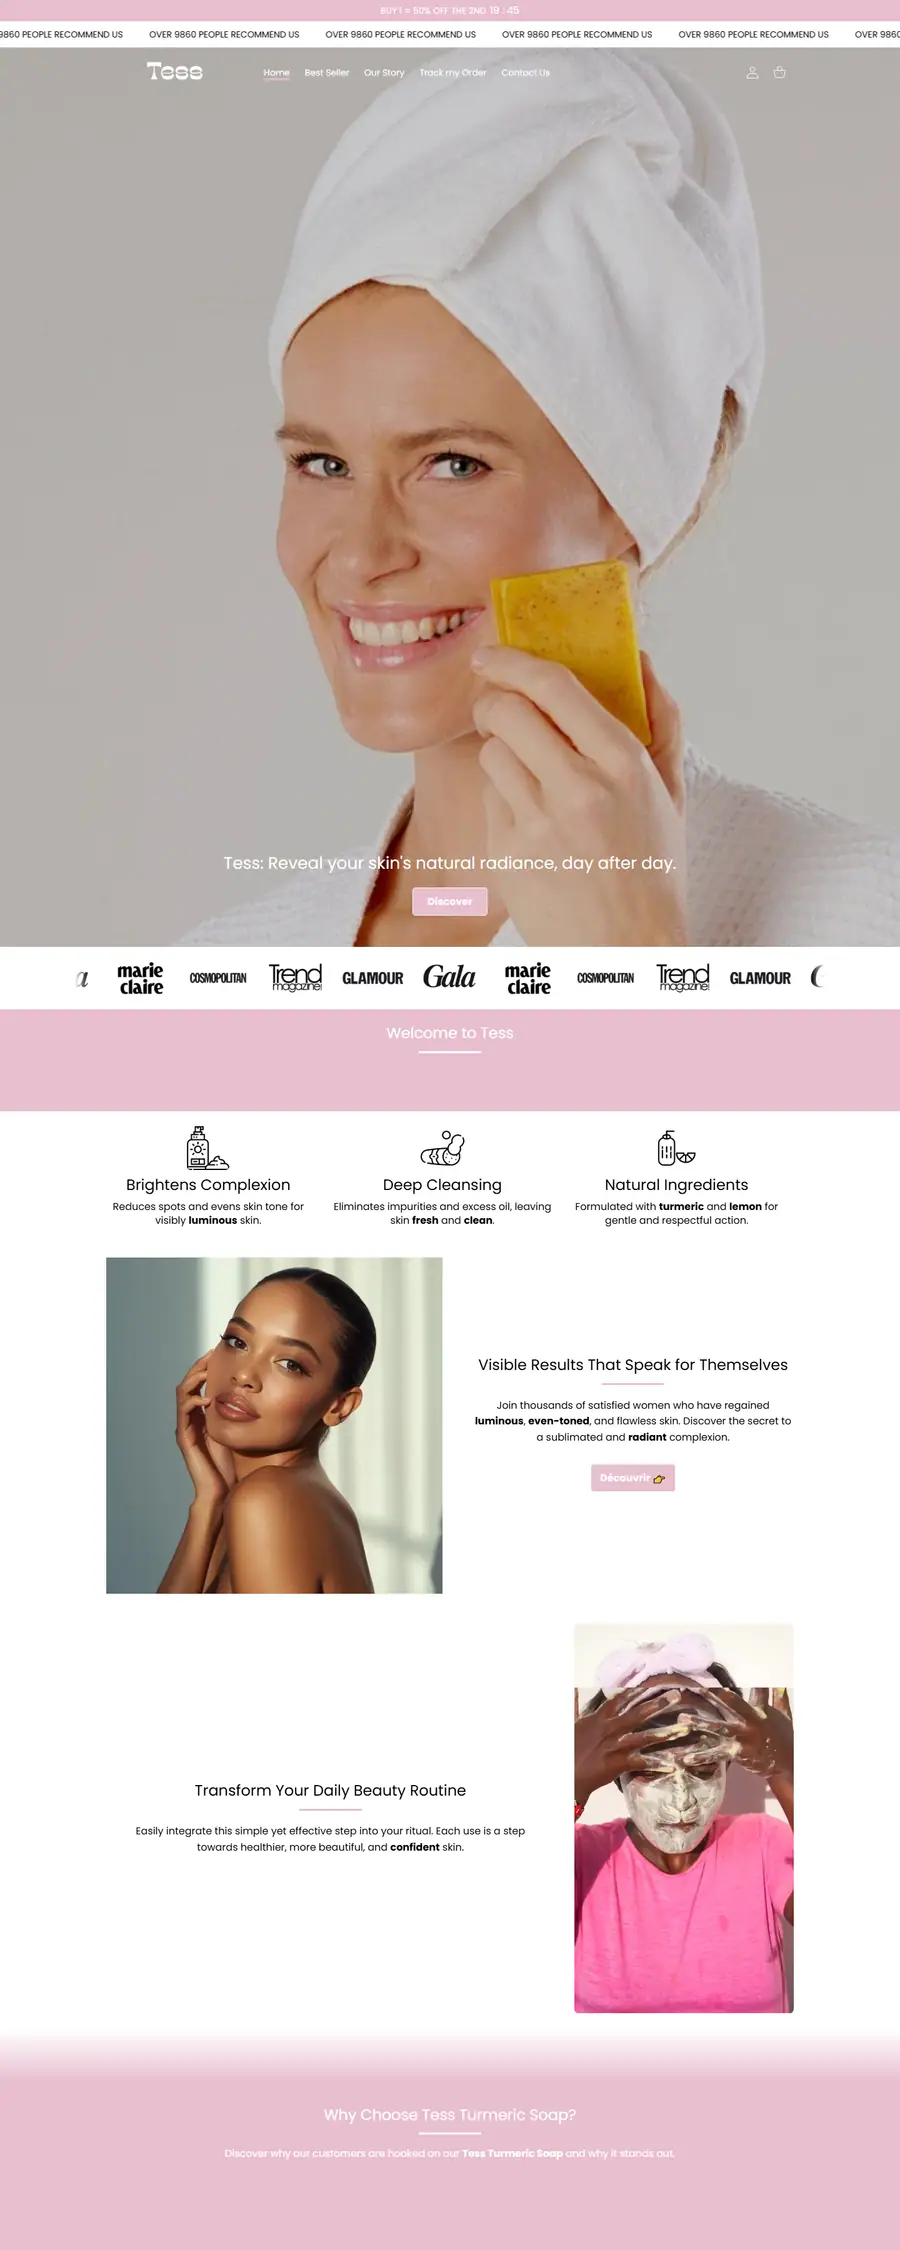 BUY 1 = 50% OFF THE 2ND 19 : 45
9860 PEOPLE RECOMMEND US OVER 9860 PEOPLE RECOMMEND US OVER 9860 PEOPLE RECOMMEND US OVER 9860 PEOPLE RECOMMEND US OVER 9860 PEOPLE RECOMMEND US OVER 9860
Tess Home Best Seller Our Story Track my Order Contact Us
Tess: Reveal your skin's natural radiance, day after day.
Discover
a marie claire COSMOPOLITAN Trend magazine! GLAMOUR Gala marie claire COSMOPOLITAN Trend magazine! GLAMOUR
Welcome to Tess
Brightens Complexion
Reduces spots and evens skin tone for
visibly luminous skin.
Deep Cleansing
Eliminates impurities and excess oil, leaving
skin fresh and clean.
Natural Ingredients
Formulated with turmeric and lemon for
gentle and respectful action.
Visible Results That Speak for Themselves
Join thousands of satisfied women who have regained
luminous, even-toned, and flawless skin. Discover the secret to
a sublimated and radiant complexion.
Découvrir 👉
Transform Your Daily Beauty Routine
Easily integrate this simple yet effective step into your ritual. Each use is a step
towards healthier, more beautiful, and confident skin.
Why Choose Tess Turmeric Soap?
Discover why our customers are hooked on our Tess Turmeric Soap and why it stands out.